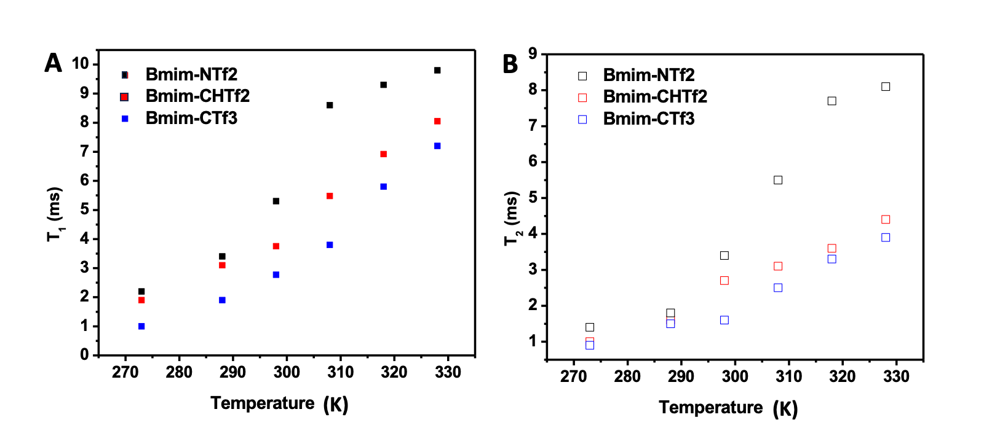 A
Bmim-NTf2
Bmim-CHTf2
Bmim-CTf3
10
9
8
7
6
5
4
3
2
1
0
T1 (ms)
270 280 290 300 310 320 330
Temperature (K)
B
Bmim-NTf2
Bmim-CHTf2
Bmim-CTf3
9
8
7
6
5
4
3
2
1
T2 (ms)
270 280 290 300 310 320 330
Temperature (K)